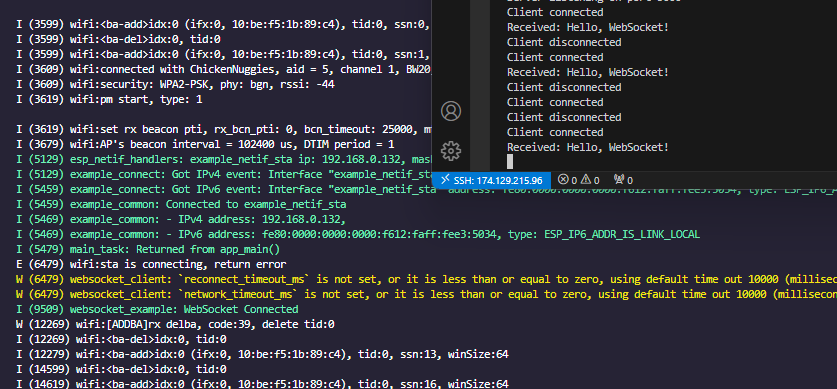 I (3599) wifi:<ba-add>idx:0 (ifx:0, 10:be:f5:1b:89:c4), tid:0, ssn:0,
I (3599) wifi:<ba-del>idx:0, tid:0
I (3599) wifi:<ba-add>idx:0 (ifx:0, 10:be:f5:1b:89:c4), tid:0, ssn:1,
I (3609) wifi:connected with ChickenNuggies, aid = 5, channel 1, BW20,
I (3609) wifi:security: WPA2-PSK, phy: bgn, rssi: -44
I (3619) wifi:pm start, type: 1
I (3619) wifi:set rx beacon pti, rx_bcn_pti: 0, bcn_timeout: 25000,
I (3679) wifi:AP's beacon interval = 102400 us, DTIM period = 1
I (5129) esp_netif_handlers: example_netif_sta ip: 192.168.0.132,
I (5129) example_connect: Got IPv4 event: Interface "example_netif_sta"
I (5459) example_connect: Got IPv6 event: Interface "example_netif_sta" address: fe80:0000:0000:0000:f612:faff:fee3:5034, type: ESP_IP6_A
I (5459) example_common: Connected to example_netif_sta
I (5469) example_common: - IPv4 address: 192.168.0.132,
I (5469) example_common: - IPv6 address: fe80:0000:0000:0000:f612:faff:fee3:5034, type: ESP_IP6_ADDR_IS_LINK_LOCAL
I (5479) main_task: Returned from app_main()
E (6479) wifi:sta is connecting, return error
W (6479) websocket_client: `reconnect_timeout_ms` is not set, or it is less than or equal to zero, using default time out 10000 (milliseco
W (6479) websocket_client: `network_timeout_ms` is not set, or it is less than or equal to zero, using default time out 10000 (millisecon
I (9509) websocket_example: WebSocket Connected
W (12269) wifi:[ADDBA]rx delba, code:39, delete tid:0
I (12269) wifi:<ba-del>idx:0, tid:0
I (12279) wifi:<ba-add>idx:0 (ifx:0, 10:be:f5:1b:89:c4), tid:0, ssn:13, winSize:64
I (14599) wifi:<ba-del>idx:0, tid:0
I (14619) wifi:<ba-add>idx:0 (ifx:0, 10:be:f5:1b:89:c4), tid:0, ssn:16, winSize:64
Client connected
Received: Hello, WebSocket!
Client disconnected
Client connected
Received: Hello, WebSocket!
Client disconnected
Client connected
Client disconnected
Client connected
Received: Hello, WebSocket!
SSH: 174.129.215.96
0 0 0